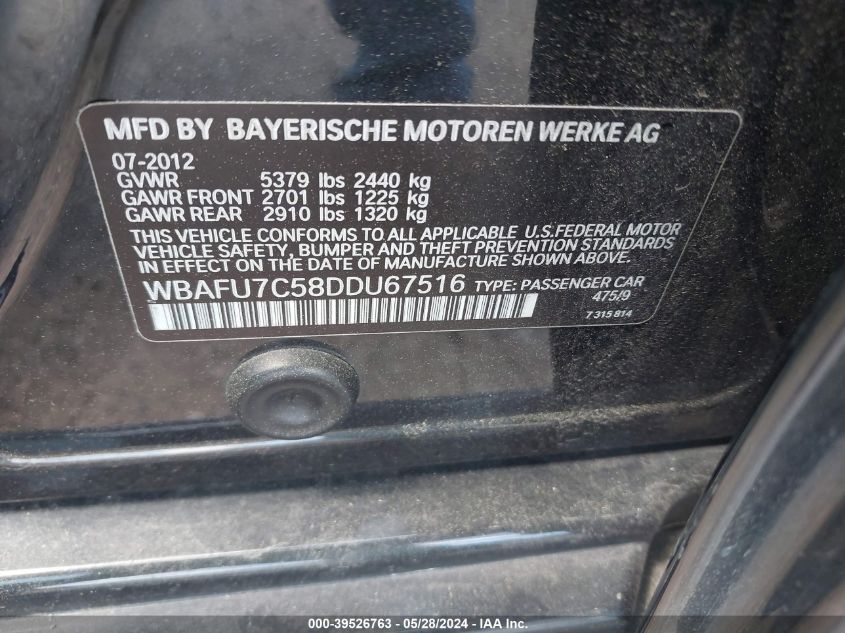 MFD BY BAYERISCHE MOTOREN WERKE AG
07-2012
GVWR 5379 lbs 2440 kg
GAWR FRONT 2701 lbs 1225 kg
GAWR REAR 2910 lbs 1320 kg
THIS VEHICLE CONFORMS TO ALL APPLICABLE U.S.FEDERAL MOTOR
VEHICLE SAFETY, BUMPER AND THEFT PREVENTION STANDARDS
IN EFFECT ON THE DATE OF MANUFACTURE SHOWN ABOVE
WBAFU7C58DDU67516 TYPE: PASSENGER CAR
475/9
7 315 814
000-39526763 - 05/28/2024 - IAA Inc.